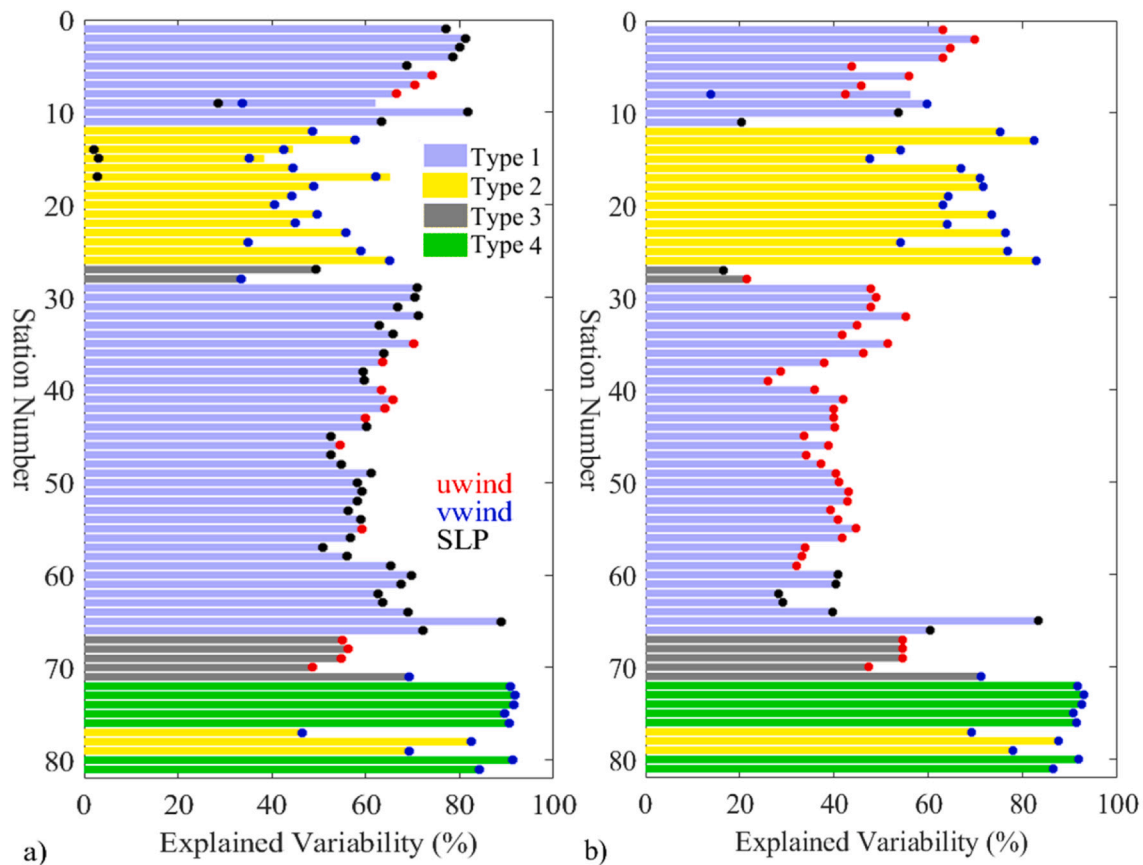 0
10
20
30
40
50
60
70
80
Station Number
Type 1
Type 2
Type 3
Type 4
uwind
vwind
SLP
0 20 40 60 80 100
Explained Variability (%)
a)
0
10
20
30
40
50
60
70
80
Station Number
0 20 40 60 80 100
Explained Variability (%)
b)